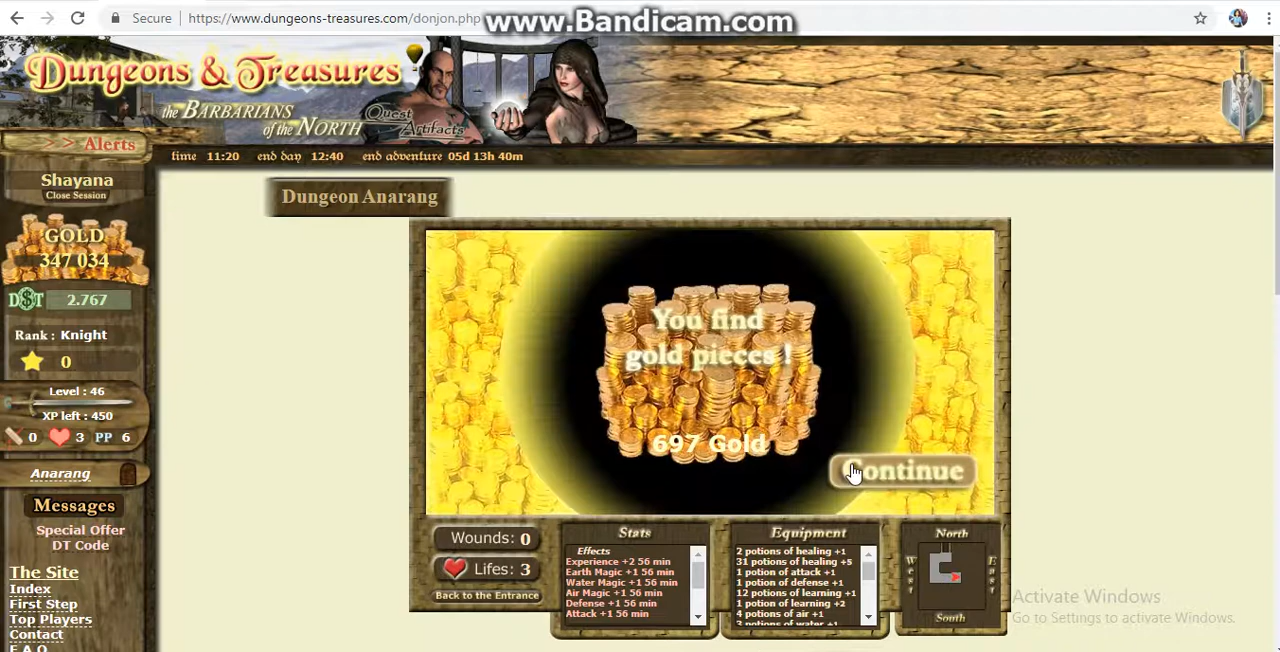 Secure https://www.dungeons-treasures.com/donjon.php
www.Bandicam.com
Dungeons & Treasures
the BARBARIANS
of the NORTH
Quest
Artifacts
> > Alerts
time 11:20 end day 12:40 end adventure 05d 13h 40m
Shayana
Close Session
Dungeon Anarang
GOLD
347 034
D$T 2.767
Rank : Knight
0
Level : 46
XP left : 450
0 3 PP 6
Anarang
Messages
Special Offer
DT Code
The Site
Index
First Step
Top Players
Contact
F.A.Q
You find
gold pieces !
697 Gold
Continue
Wounds: 0
Lifes: 3
Back to the Entrance
Stats
Effects
Experience +2 56 min
Earth Magic +1 56 min
Water Magic +1 56 min
Air Magic +1 56 min
Defense +1 56 min
Attack +1 56 min
Equipment
2 potions of healing +1
31 potions of healing +5
1 potion of attack +1
1 potion of defense +1
12 potions of learning +1
1 potion of learning +2
4 potions of air +1
3 potions of water +1
North
West
East
South
Activate Windows
Go to Settings to activate Windows.